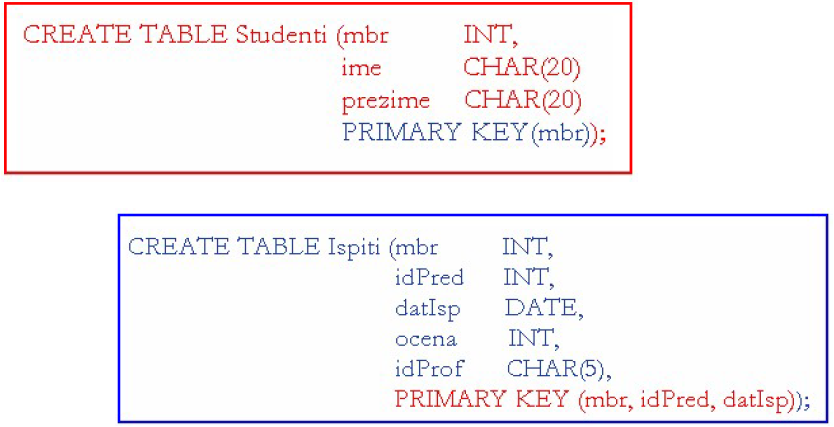 CREATE TABLE Studenti (mbr INT,
ime CHAR(20)
prezime CHAR(20)
PRIMARY KEY(mbr));
CREATE TABLE Ispiti (mbr INT,
idPred INT,
datIsp DATE,
ocena INT,
idProf CHAR(5),
PRIMARY KEY (mbr, idPred, datIsp));